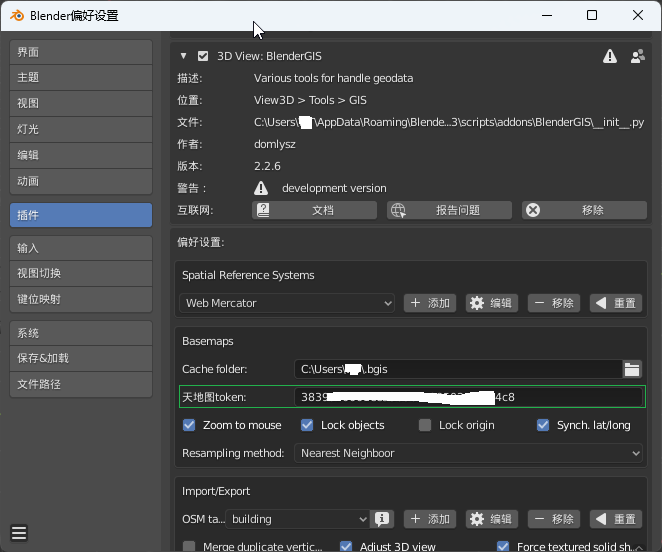 Blender偏好设置
界面
主题
视图
灯光
编辑
动画
插件
输入
视图切换
键位映射
系统
保存&加载
文件路径
3D View: BlenderGIS
描述: Various tools for handle geodata
位置: View3D > Tools > GIS
文件: C:\Users\ \AppData\Roaming\Blende...3\scripts\addons\BlenderGIS\__init__.py
作者: domlysz
版本: 2.2.6
警告: development version
互联网: 文档 报告问题 移除
偏好设置:
Spatial Reference Systems
Web Mercator 添加 编辑 移除 重置
Basemaps
Cache folder: C:\Users\ \.bgis
天地图token: 3839 4c8
Zoom to mouse Lock objects Lock origin Synch. lat/long
Resampling method: Nearest Neighboor
Import/Export
OSM ta... building 添加 编辑 移除 重置
Merge duplicate vertic... Adjust 3D view Force textured solid sh...